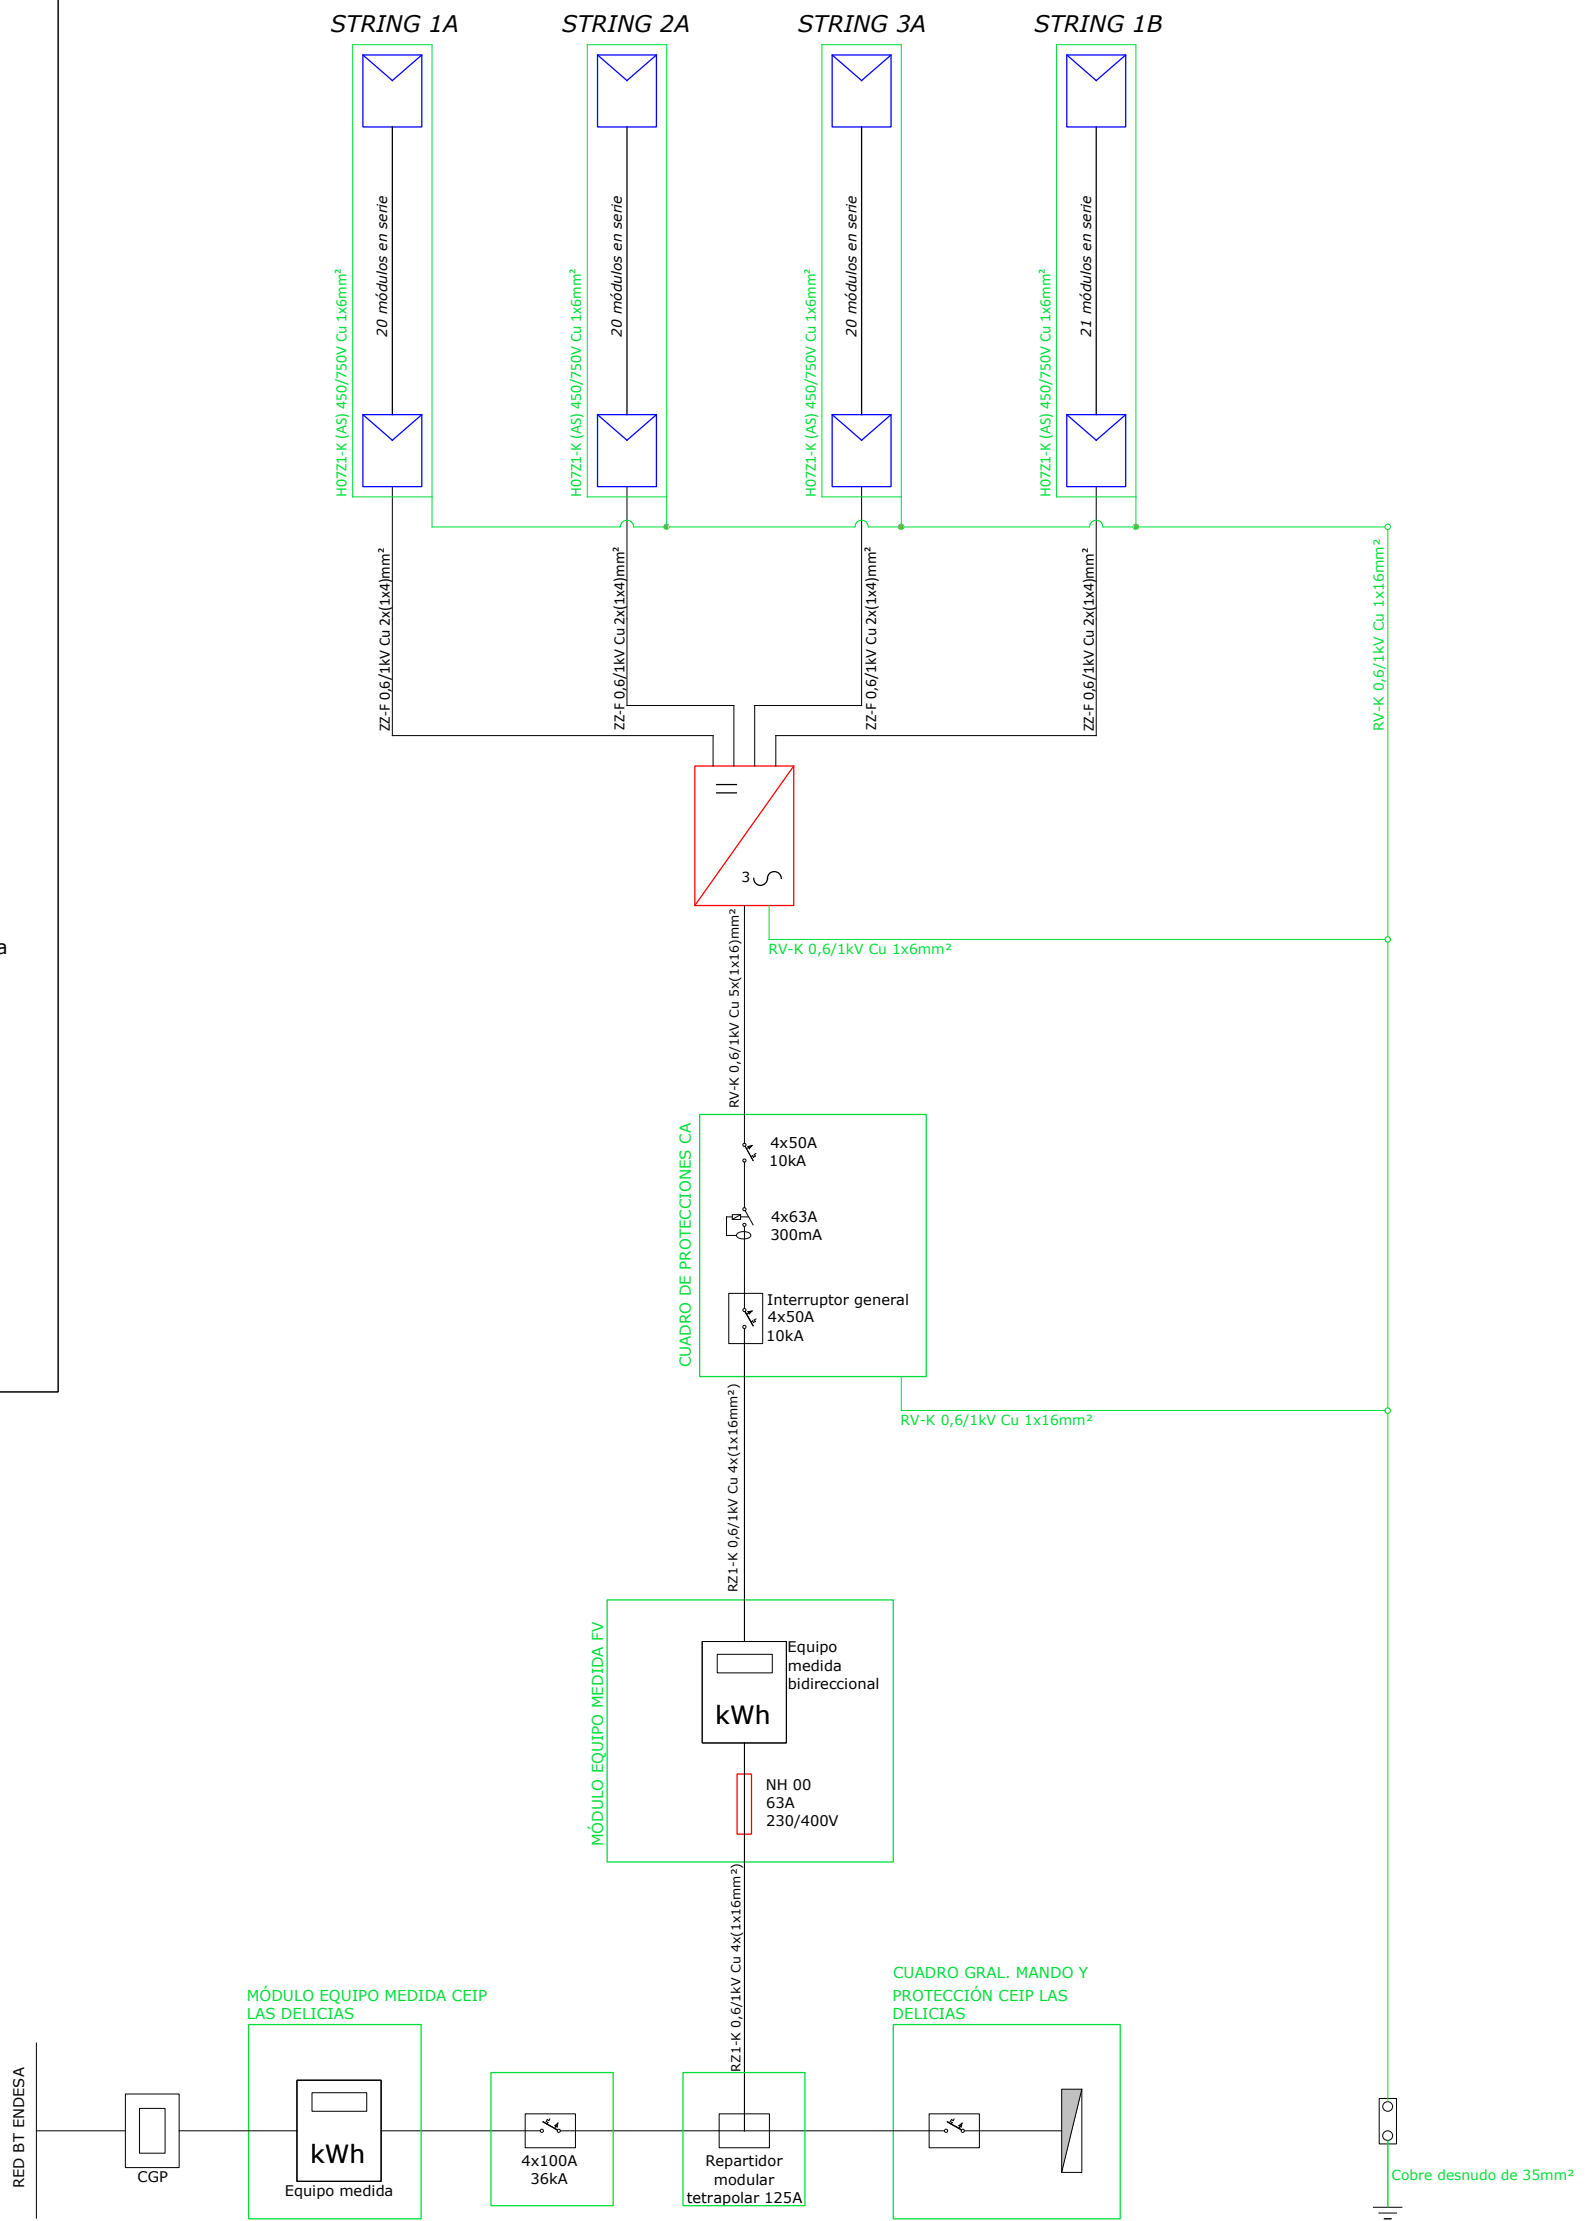 STRING 1A
STRING 2A
STRING 3A
STRING 1B
20 módulos en serie
20 módulos en serie
20 módulos en serie
21 módulos en serie
H07Z1-K (AS) 450/750V Cu 1x6mm²
H07Z1-K (AS) 450/750V Cu 1x6mm²
H07Z1-K (AS) 450/750V Cu 1x6mm²
H07Z1-K (AS) 450/750V Cu 1x6mm²
ZZ-F 0,6/1kV Cu 2x(1x4)mm²
ZZ-F 0,6/1kV Cu 2x(1x4)mm²
ZZ-F 0,6/1kV Cu 2x(1x4)mm²
ZZ-F 0,6/1kV Cu 2x(1x4)mm²
RV-K 0,6/1kV Cu 1x16mm²
3
a
RV-K 0,6/1kV Cu 5x(1x16)mm²
RV-K 0,6/1kV Cu 1x6mm²
CUADRO DE PROTECCIONES CA
4x50A
10kA
4x63A
300mA
Interruptor general
4x50A
10kA
RZ1-K 0,6/1kV Cu 4x(1x16mm²)
RV-K 0,6/1kV Cu 1x16mm²
MÓDULO EQUIPO MEDIDA FV
Equipo
medida
bidireccional
kWh
NH 00
63A
230/400V
RZ1-K 0,6/1kV Cu 4x(1x16mm²)
MÓDULO EQUIPO MEDIDA CEIP
LAS DELICIAS
CUADRO GRAL. MANDO Y
PROTECCIÓN CEIP LAS
DELICIAS
RED BT ENDESA
CGP
kWh
Equipo medida
4x100A
36kA
Repartidor
modular
tetrapolar 125A
Cobre desnudo de 35mm²